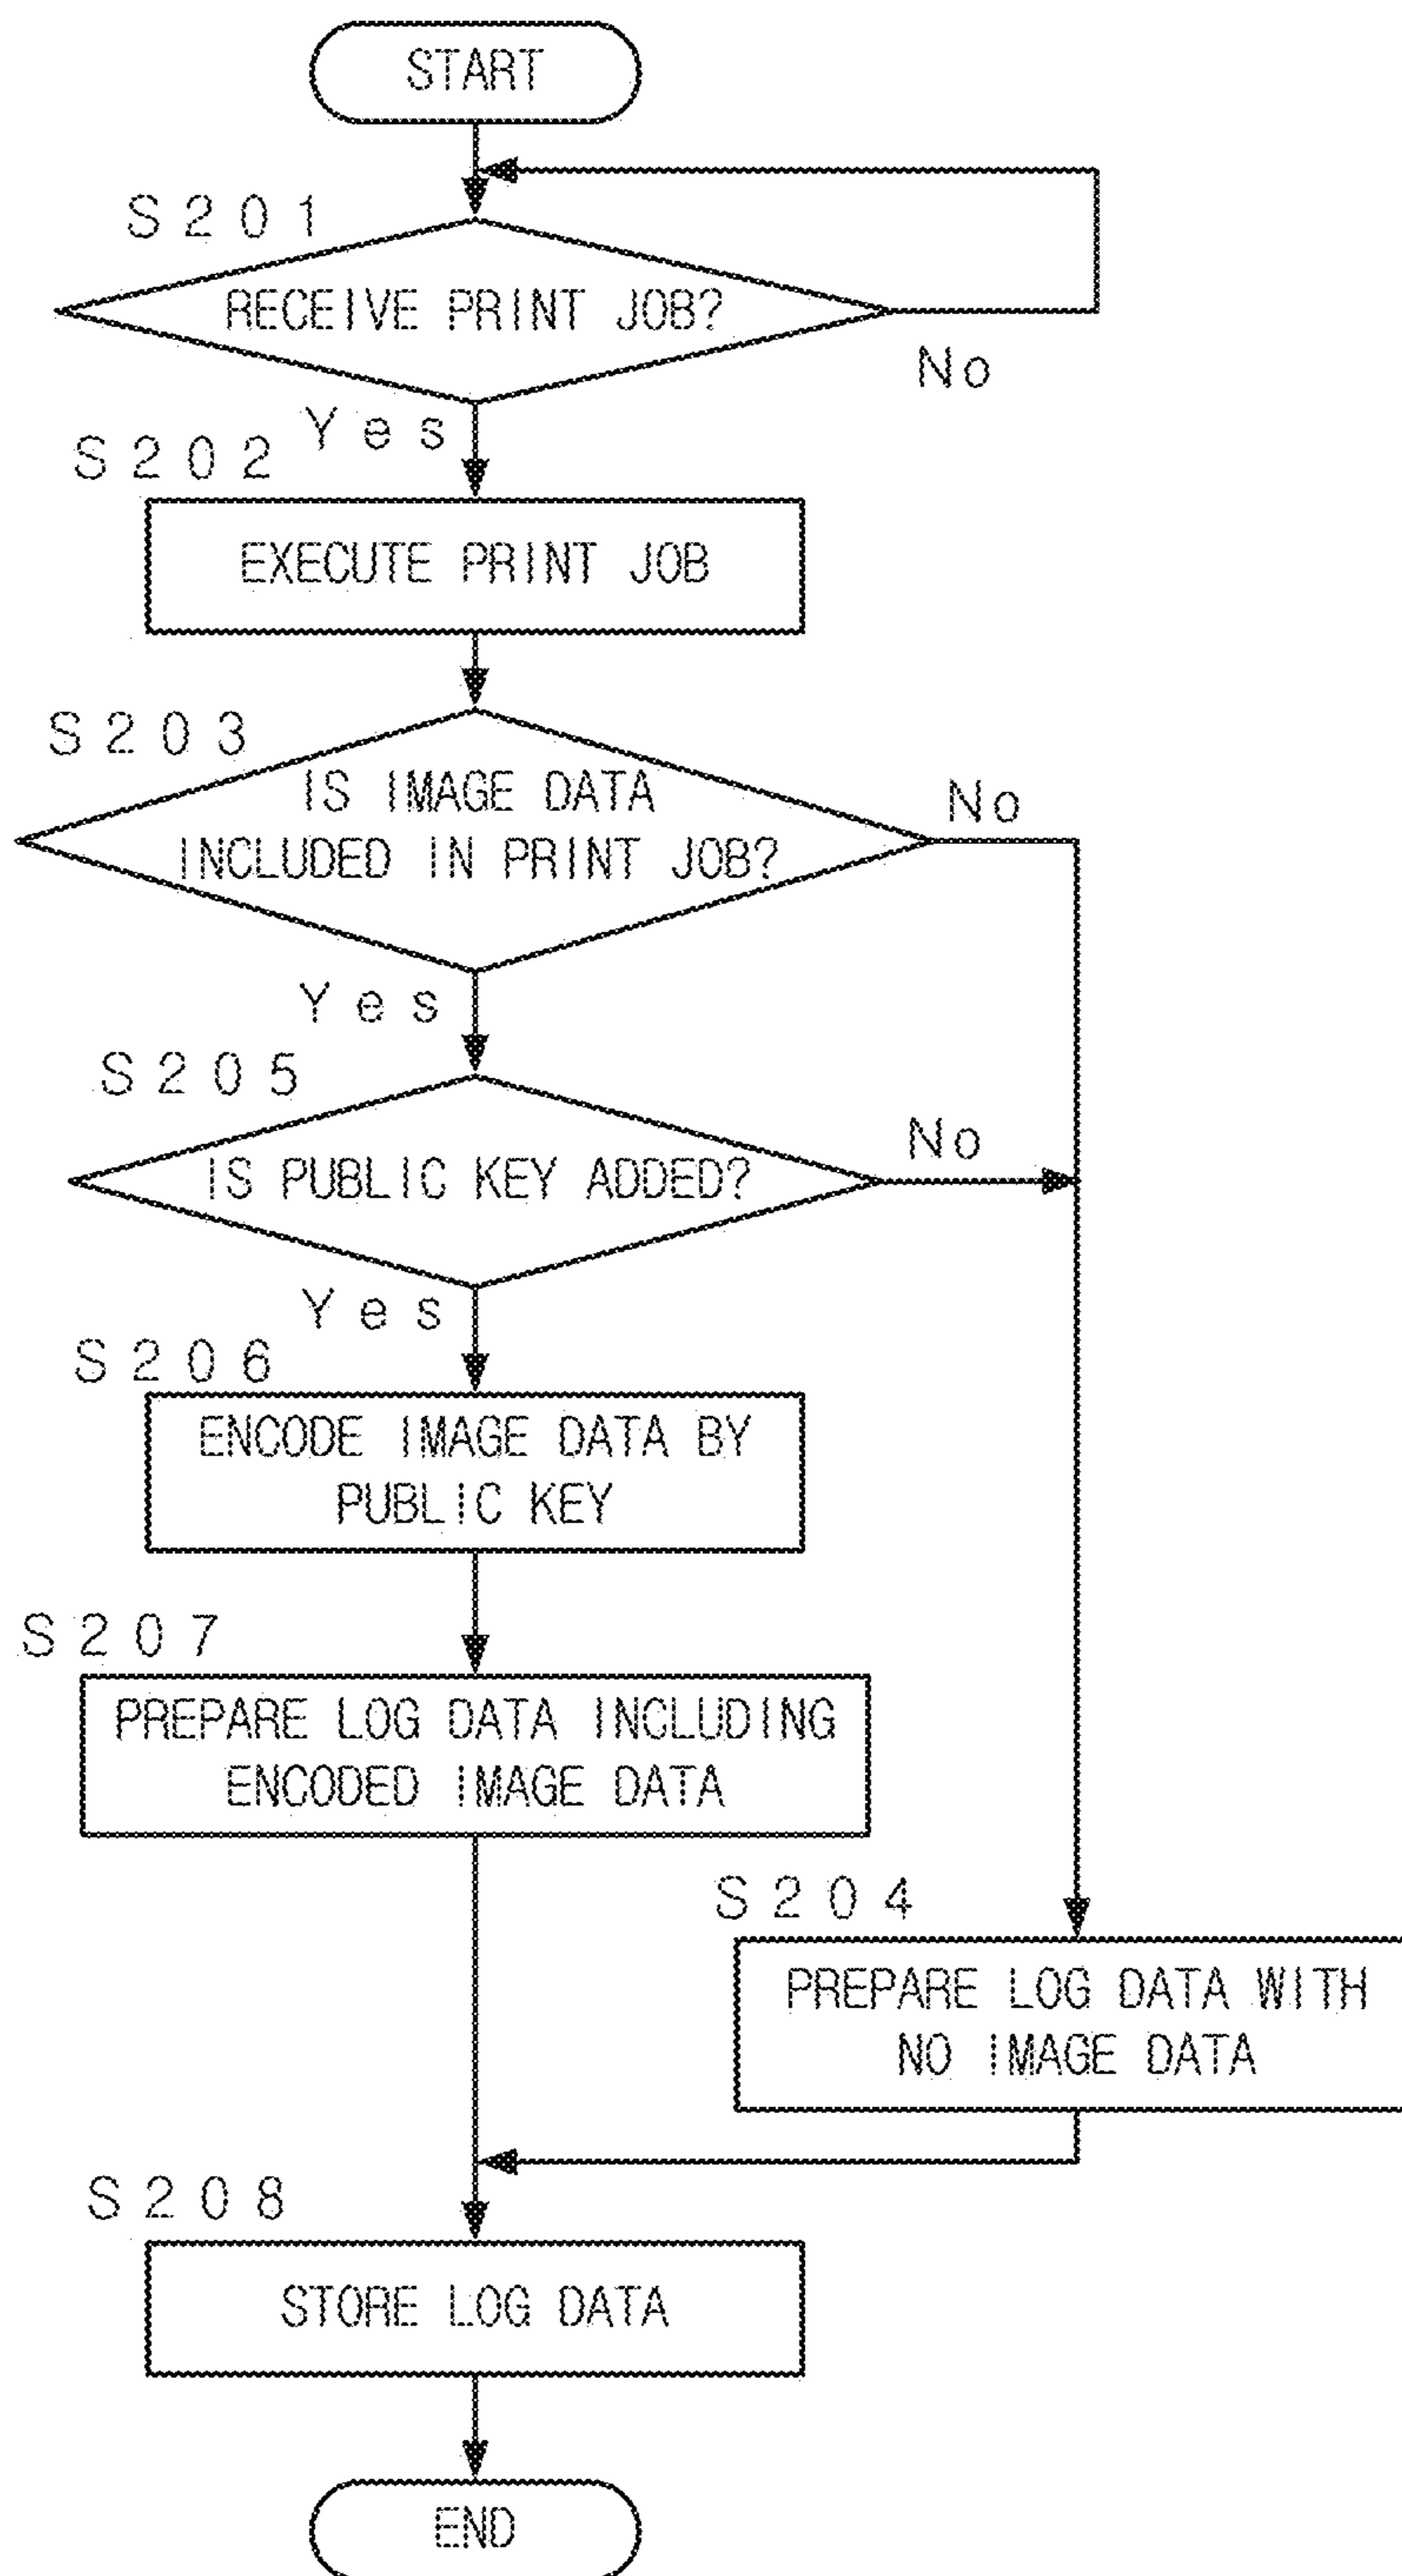 START
S201
RECEIVE PRINT JOB?
No
Yes
S202
EXECUTE PRINT JOB
S203
IS IMAGE DATA
INCLUDED IN PRINT JOB?
No
Yes
S205
IS PUBLIC KEY ADDED?
No
Yes
S206
ENCODE IMAGE DATA BY
PUBLIC KEY
S207
PREPARE LOG DATA INCLUDING
ENCODED IMAGE DATA
S204
PREPARE LOG DATA WITH
NO IMAGE DATA
S208
STORE LOG DATA
END